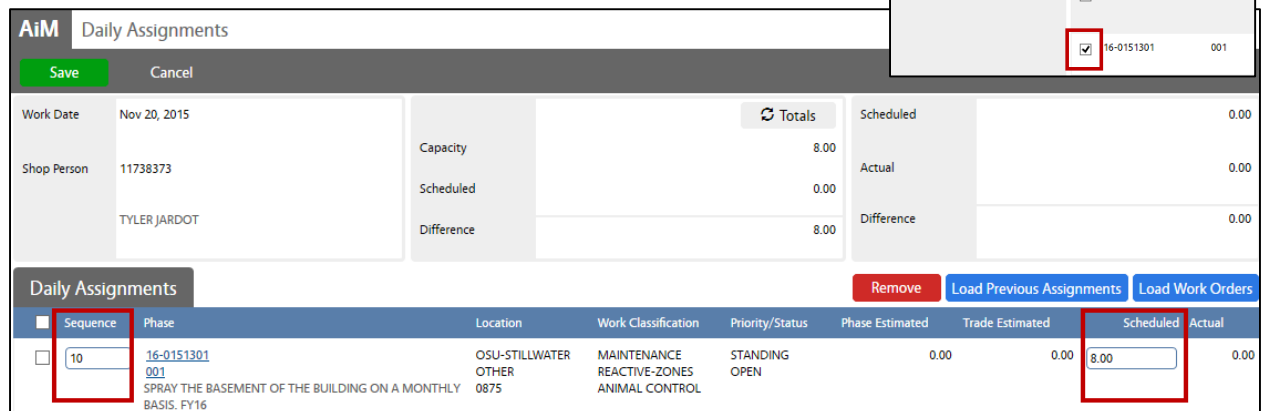 AiM Daily Assignments
16-0151301 001
Save Cancel
Work Date Nov 20, 2015
Shop Person 11738373
TYLER JARDOT
Totals
Capacity 8.00
Scheduled 0.00
Difference 8.00
Scheduled 0.00
Actual 0.00
Difference 0.00
Daily Assignments
Remove Load Previous Assignments Load Work Orders
Sequence Phase Location Work Classification Priority/Status Phase Estimated Trade Estimated Scheduled Actual
10 16-0151301 OSU-STILLWATER MAINTENANCE STANDING 0.00 0.00 8.00 0.00
001 OTHER REACTIVE-ZONES OPEN
SPRAY THE BASEMENT OF THE BUILDING ON A MONTHLY 0875 ANIMAL CONTROL
BASIS. FY16